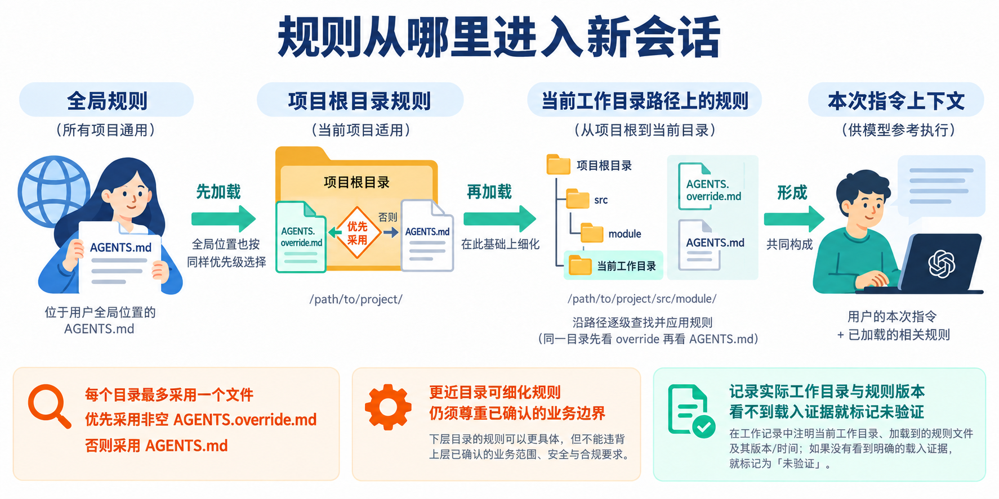 规则从哪里进入新会话
全局规则
（所有项目通用）
AGENTS.md
位于用户全局位置的
AGENTS.md
先加载
全局位置也按
同样优先级选择
项目根目录规则
（当前项目适用）
项目根目录
AGENTS.
override.md
优先
采用
否则
AGENTS.md
/path/to/project/
再加载
在此基础上细化
当前工作目录路径上的规则
（从项目根到当前目录）
项目根目录
src
module
当前工作目录
AGENTS.
override.md
AGENTS.md
/path/to/project/src/module/
沿路径逐级查找并应用规则
（同一目录先看 override 再看 AGENTS.md）
形成
共同构成
本次指令上下文
（供模型参考执行）
用户的本次指令
+ 已加载的相关规则
每个目录最多采用一个文件
优先采用非空 AGENTS.override.md
否则采用 AGENTS.md
更近目录可细化规则
仍须尊重已确认的业务边界
下层目录的规则可以更具体，但不能违背
上层已确认的业务范围、安全与合规要求。
记录实际工作目录与规则版本
看不到载入证据就标记未验证
在工作记录中注明当前工作目录、加载到的规则文件
及其版本/时间；如果没有看到明确的载入证据，
就标记为「未验证」。